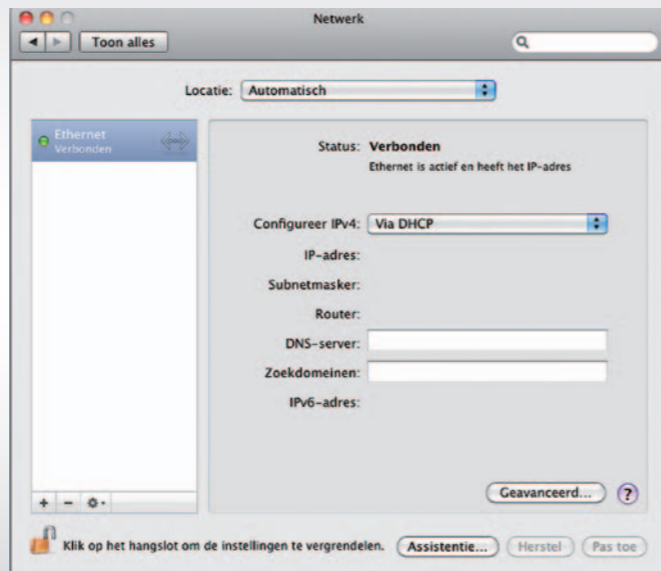 Netwerk
Toon alles
Locatie: Automatisch
Ethernet
Verbonden
Status: Verbonden
Ethernet is actief en heeft het IP-adres
Configureer IPv4: Via DHCP
IP-adres:
Subnetmasker:
Router:
DNS-server:
Zoekdomeinen:
IPv6-adres:
Geavanceerd... ?
Klik op het hangslot om de instellingen te vergrendelen. Assistentie... Herstel Pas toe